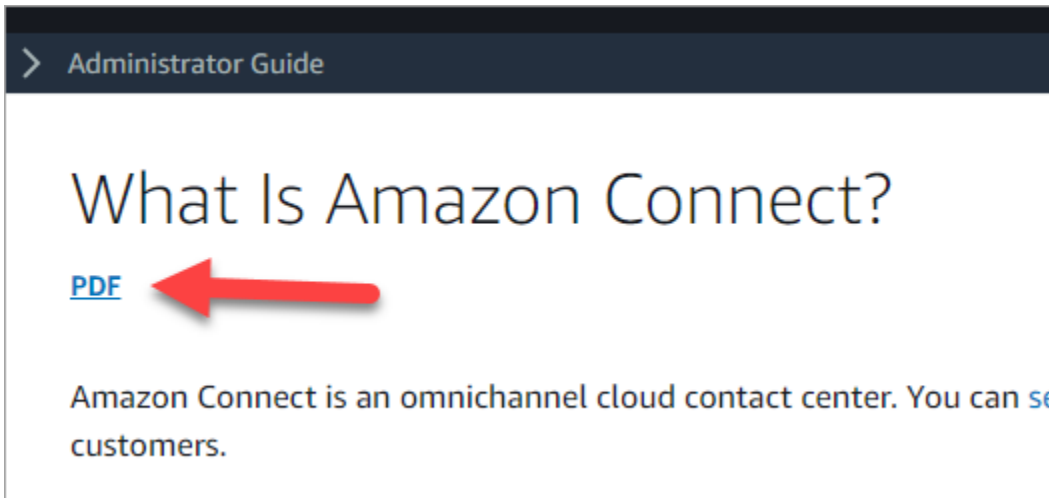 Administrator Guide
What Is Amazon Connect?
PDF
Amazon Connect is an omnichannel cloud contact center. You can
customers.